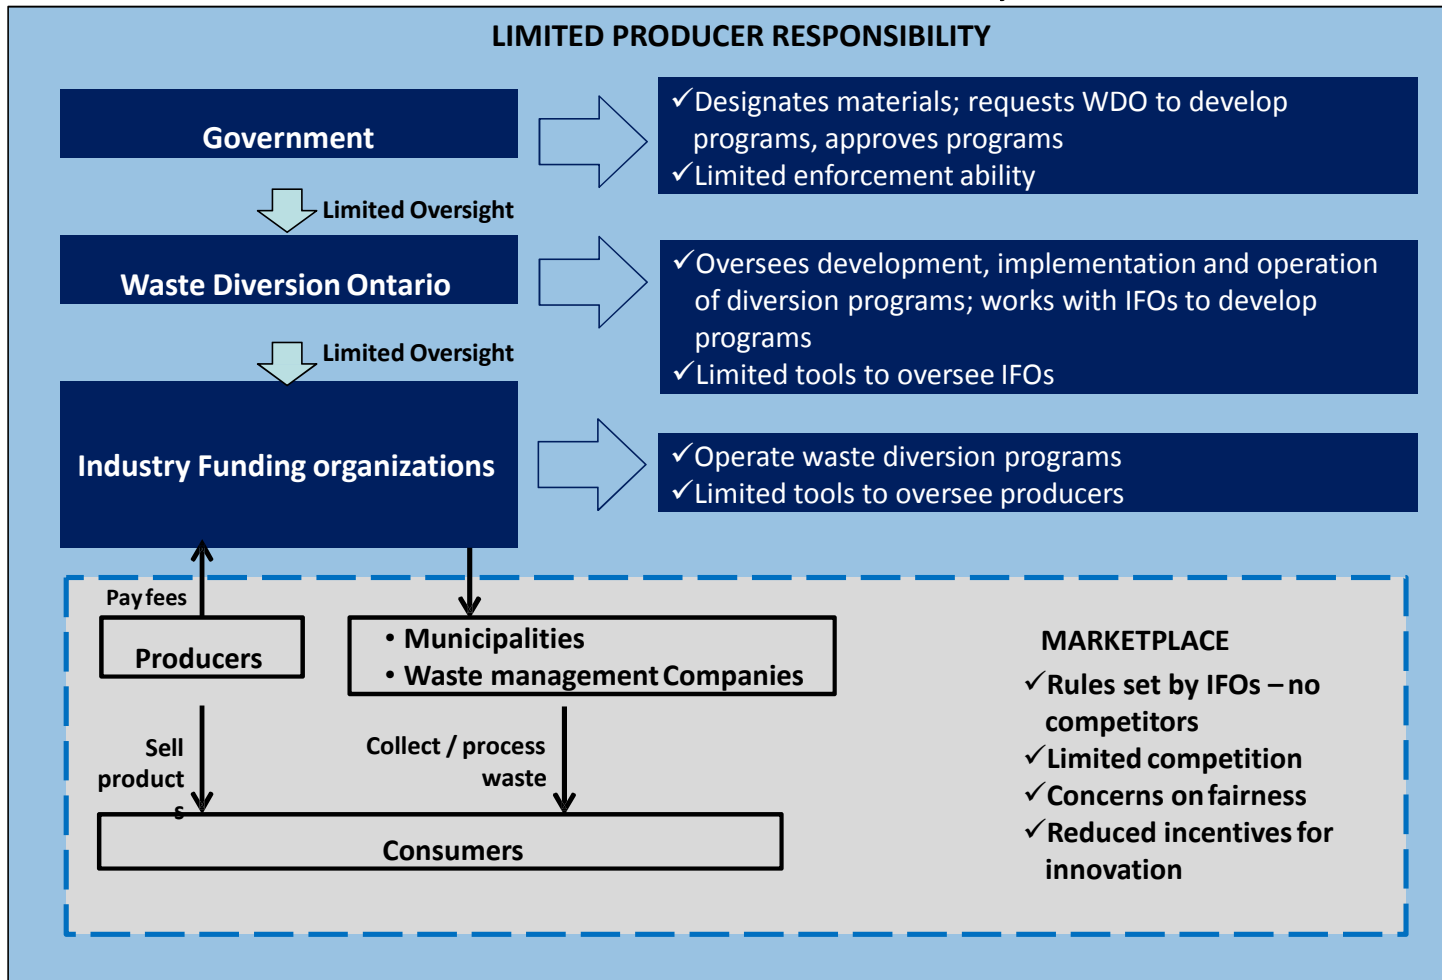 LIMITED PRODUCER RESPONSIBILITY
Government
✓Designates materials; requests WDO to develop
programs, approves programs
✓Limited enforcement ability
Limited Oversight
Waste Diversion Ontario
✓Oversees development, implementation and operation
of diversion programs; works with IFOs to develop
programs
✓Limited tools to oversee IFOs
Limited Oversight
Industry Funding organizations
✓Operate waste diversion programs
✓Limited tools to oversee producers
Pay fees
Producers
• Municipalities
• Waste management Companies
Sell
product
s
Collect / process
waste
Consumers
MARKETPLACE
✓Rules set by IFOs – no
competitors
✓Limited competition
✓Concerns on fairness
✓Reduced incentives for
innovation